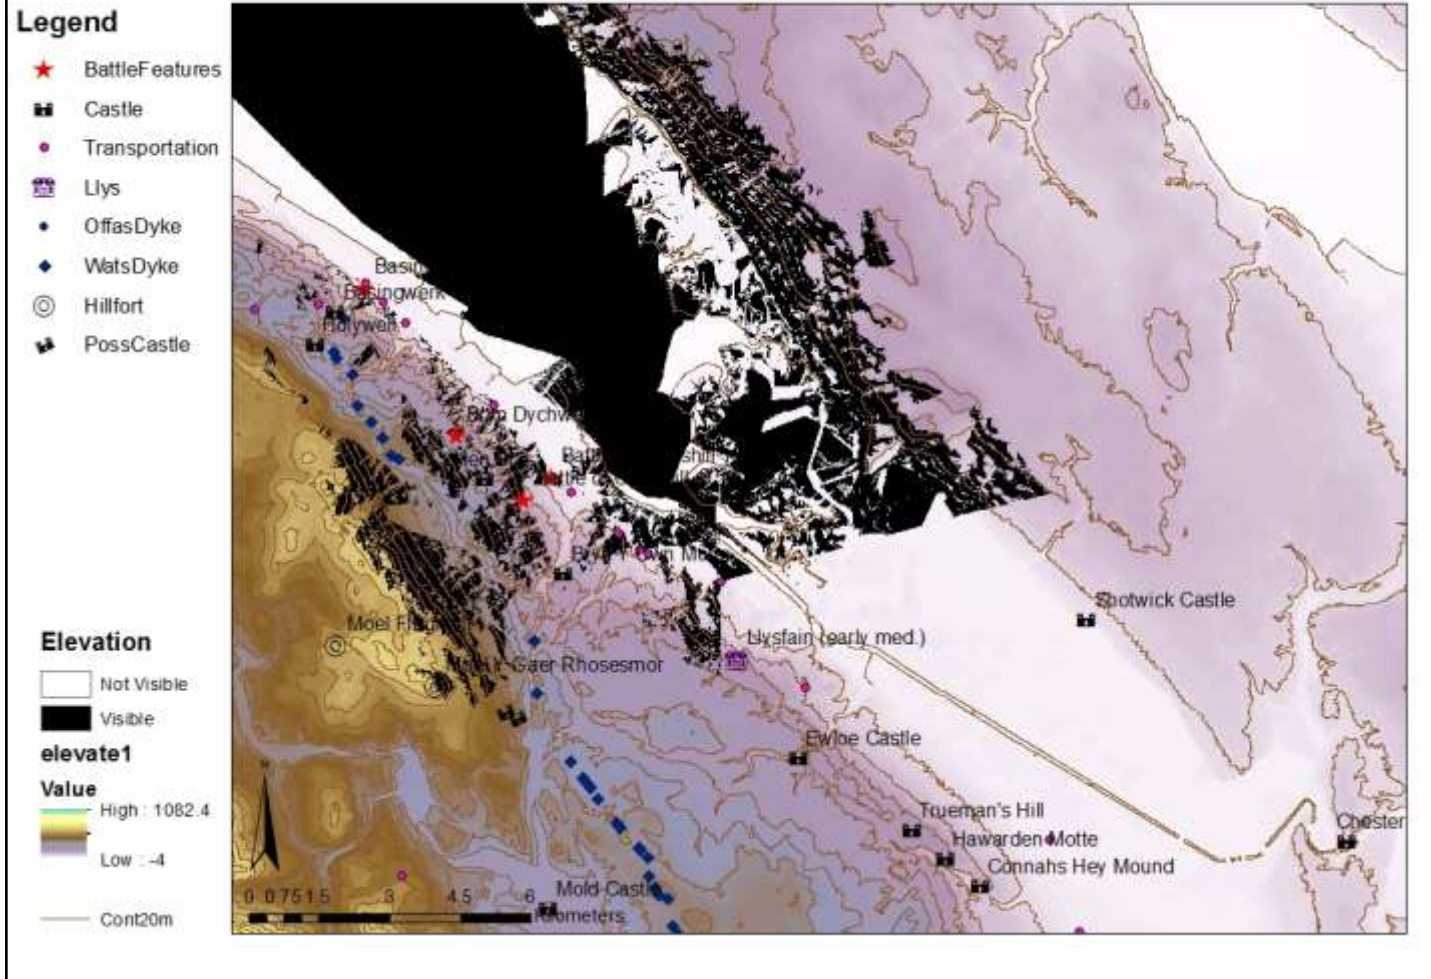 Legend
BattleFeatures
Castle
Transportation
Llys
OffasDyke
WatsDyke
Hillfort
PossCastle
Elevation
Not Visible
Visible
elevate1
Value
High : 1082.4
Low : -4
Cont20m
N
Basingwerk
Holywell
Moel
Gaer Rhosesmor
Shotwick Castle
Llysfain (early med.)
Ewloe Castle
Trueman's Hill
Hawarden Motte
Connahs Hey Mound
Chester
Mold Castle
0 0.75 1.5 3 4.5 6
Kilometers